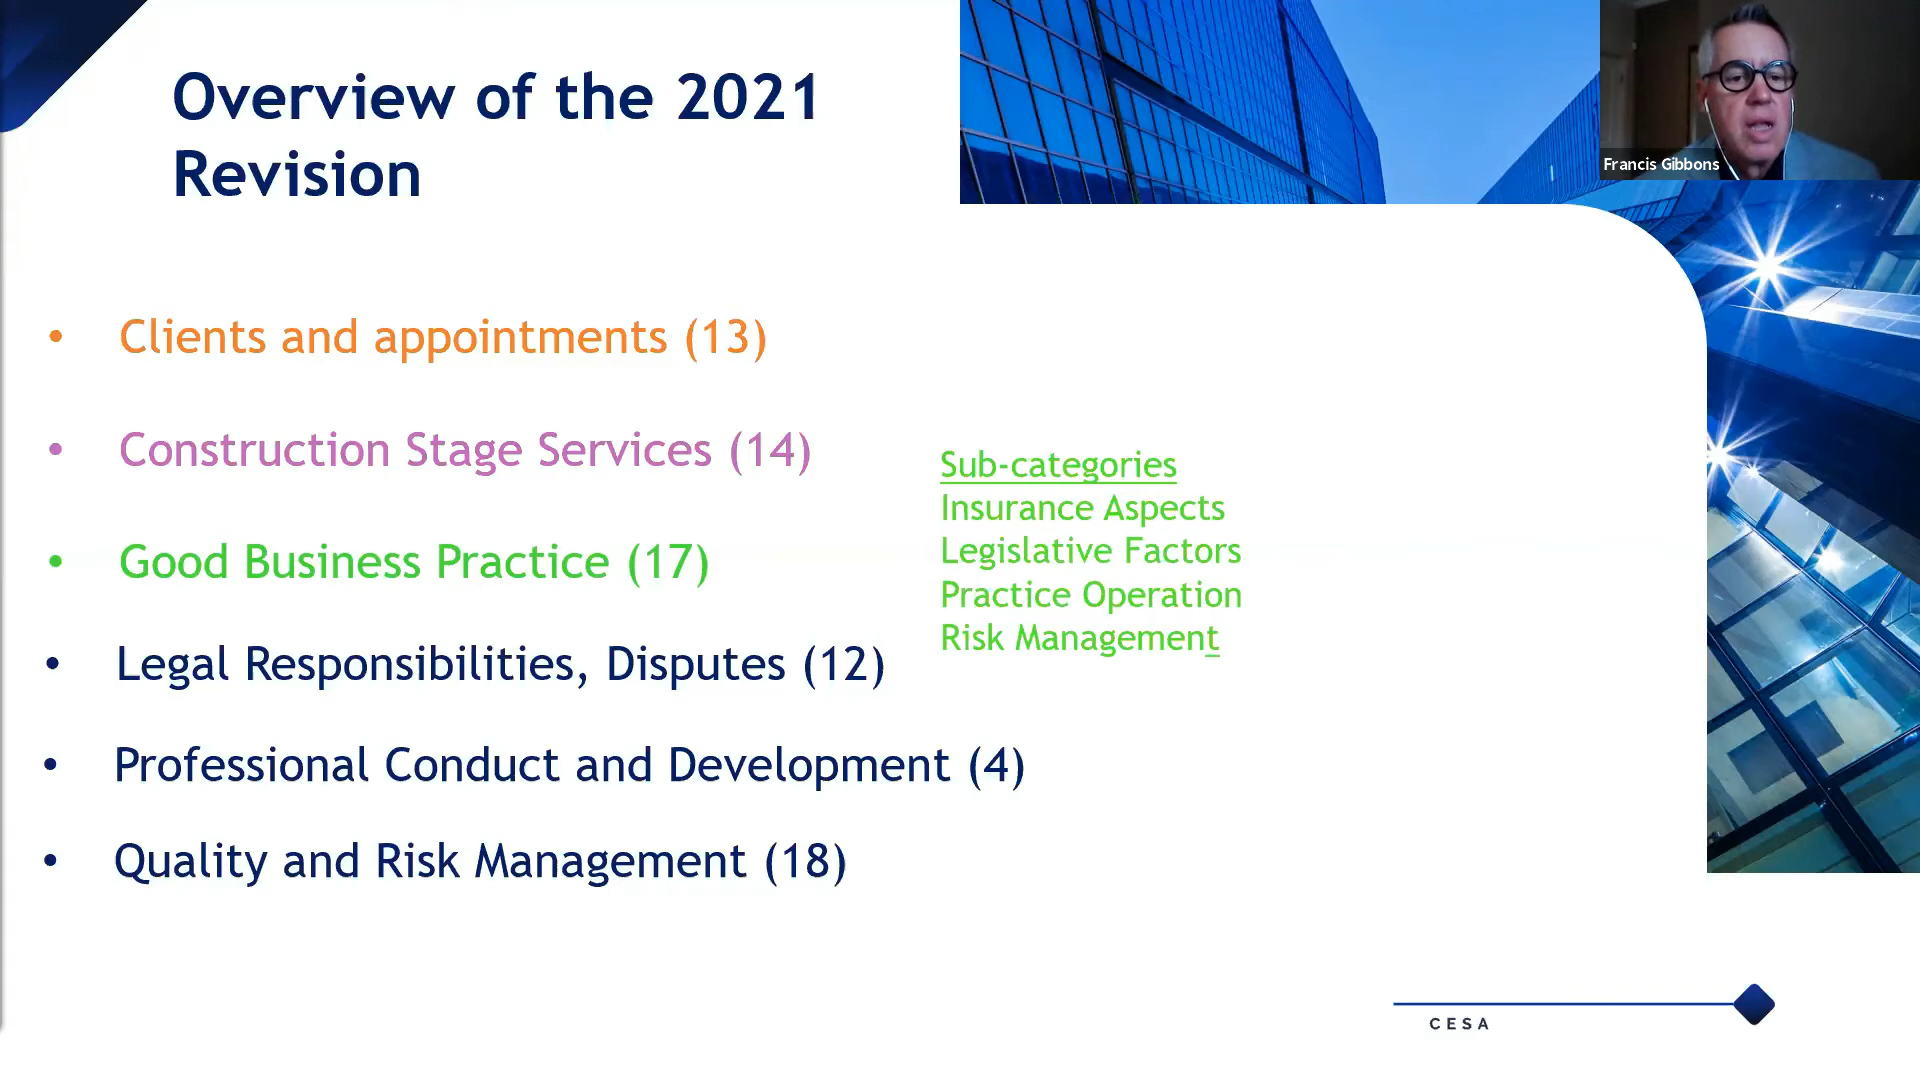 Overview of the 2021
Revision
Francis Gibbons
• Clients and appointments (13)
• Construction Stage Services (14)
• Good Business Practice (17)
• Legal Responsibilities, Disputes (12)
• Professional Conduct and Development (4)
• Quality and Risk Management (18)
Sub-categories
Insurance Aspects
Legislative Factors
Practice Operation
Risk Management
CESA